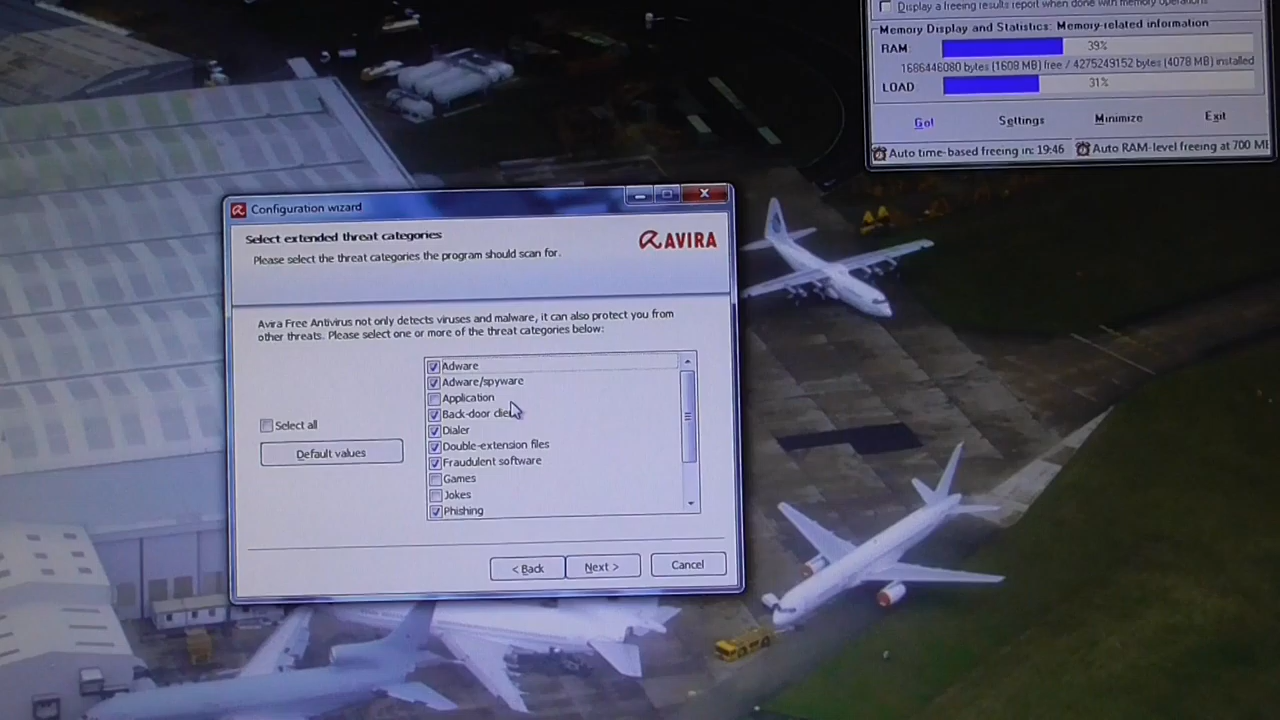 Display a freeing results report when done with memory operations
Memory Display and Statistics: Memory-related information
RAM:
39%
1686446080 bytes (1608 MB) free / 4275249152 bytes (4078 MB) installed
LOAD
31%
Go!
Settings
Minimize
Exit
Auto time-based freeing in: 19:46
Auto RAM-level freeing at 700
Configuration wizard
Select extended threat categories
Please select the threat categories the program should scan for.
AVIRA
Avira Free Antivirus not only detects viruses and malware, it can also protect you from
other threats. Please select one or more of the threat categories below:
Adware
Adware/spyware
Application
Back-door
Dialer
Double-extension files
Fraudulent software
Games
Jokes
Phishing
Select all
Default values
< Back
Next >
Cancel